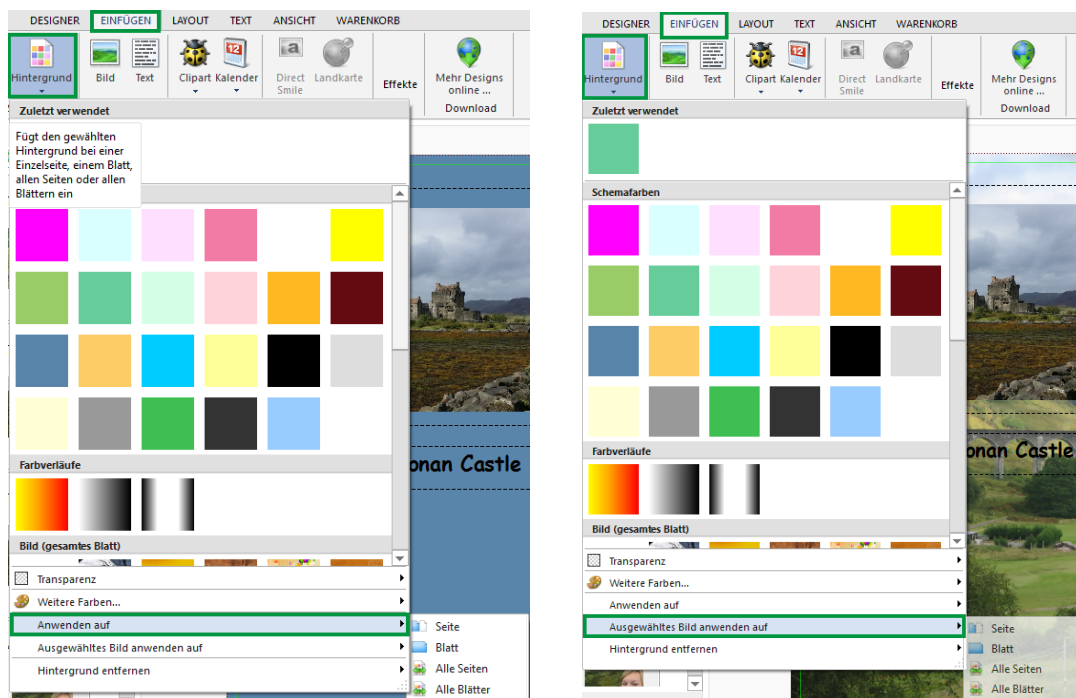 DESIGNER EINFÜGEN LAYOUT TEXT ANSICHT WARENKORB
Hintergrund
Bild
Text
Clipart
Kalender
12
a
Direct
Smile
Landkarte
Effekte
Mehr Designs
online ...
Download
Zuletzt verwendet
Fügt den gewählten
Hintergrund bei einer
Einzelseite, einem Blatt,
allen Seiten oder allen
Blättern ein
Farbverläufe
Bild (gesamtes Blatt)
Transparenz
Weitere Farben...
Anwenden auf
Ausgewähltes Bild anwenden auf
Hintergrund entfernen
Seite
Blatt
Alle Seiten
Alle Blätter
onan Castle
DESIGNER EINFÜGEN LAYOUT TEXT ANSICHT WARENKORB
Hintergrund
Bild
Text
Clipart
Kalender
12
a
Direct
Smile
Landkarte
Effekte
Mehr Designs
online ...
Download
Zuletzt verwendet
Schemafarben
Farbverläufe
Bild (gesamtes Blatt)
Transparenz
Weitere Farben...
Anwenden auf
Ausgewähltes Bild anwenden auf
Hintergrund entfernen
Seite
Blatt
Alle Seiten
Alle Blätter
onan Castle